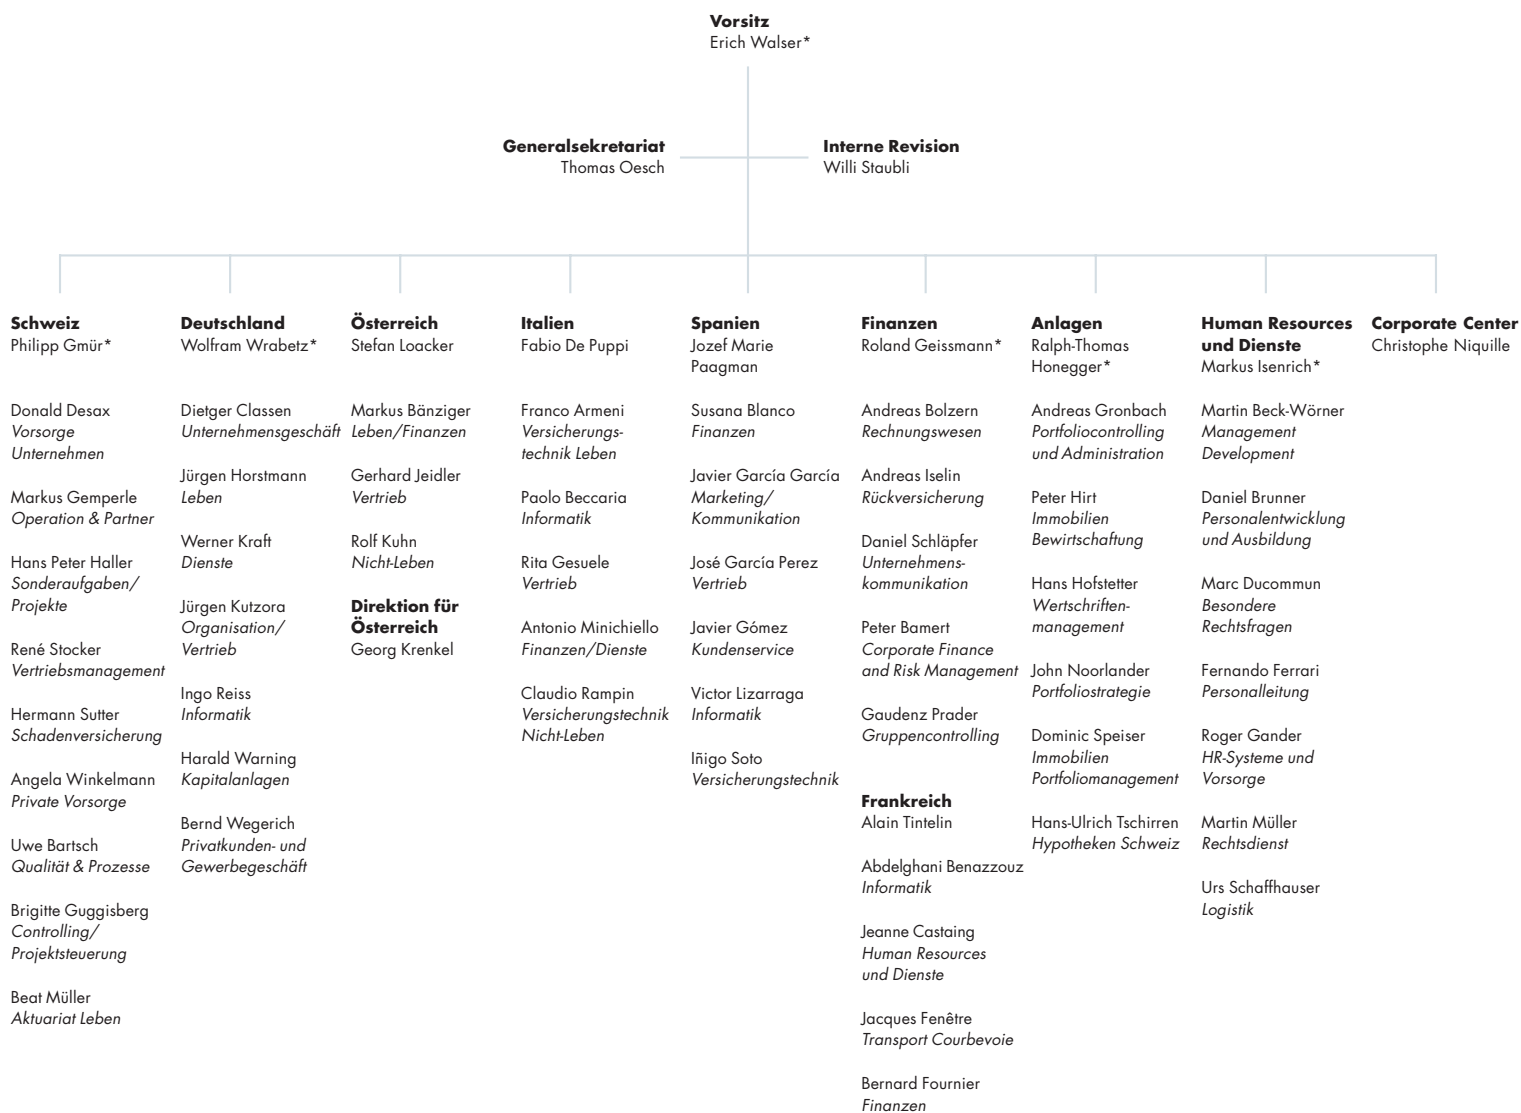 Vorsitz
Erich Walser*
Generalsekretariat
Thomas Oesch
Interne Revision
Willi Staubli
Schweiz
Philipp Gmür*
Donald Desax
Vorsorge
Unternehmen
Markus Gemperle
Operation & Partner
Hans Peter Haller
Sonderaufgaben/
Projekte
René Stocker
Vertriebsmanagement
Hermann Sutter
Schadenversicherung
Angela Winkelmann
Private Vorsorge
Uwe Bartsch
Qualität & Prozesse
Brigitte Guggisberg
Controlling/
Projektsteuerung
Beat Müller
Aktuariat Leben
Deutschland
Wolfram Wrabetz*
Dietger Classen
Unternehmensgeschäft
Jürgen Horstmann
Leben
Werner Kraft
Dienste
Jürgen Kutzora
Organisation/
Vertrieb
Ingo Reiss
Informatik
Harald Warning
Kapitalanlagen
Bernd Wegerich
Privatkunden- und
Gewerbegeschäft
Österreich
Stefan Loacker
Markus Bänziger
Leben/Finanzen
Gerhard Jeidler
Vertrieb
Rolf Kuhn
Nicht-Leben
Direktion für
Österreich
Georg Krenkel
Italien
Fabio De Puppi
Franco Armeni
Versicherungs-
technik Leben
Paolo Beccaria
Informatik
Rita Gesuele
Vertrieb
Antonio Minichiello
Finanzen/Dienste
Claudio Rampin
Versicherungstechnik
Nicht-Leben
Spanien
Jozef Marie
Paagman
Susana Blanco
Finanzen
Javier García García
Marketing/
Kommunikation
José García Perez
Vertrieb
Javier Gómez
Kundenservice
Victor Lizarraga
Informatik
Iñigo Soto
Versicherungstechnik
Finanzen
Roland Geissmann*
Andreas Bolzern
Rechnungswesen
Andreas Iselin
Rückversicherung
Daniel Schläpfer
Unternehmens-
kommunikation
Peter Bamert
Corporate Finance
and Risk Management
Gaudenz Prader
Gruppencontrolling
Frankreich
Alain Tintelin
Abdelghani Benazzouz
Informatik
Jeanne Castaing
Human Resources
und Dienste
Jacques Fenêtre
Transport Courbevoie
Bernard Fournier
Finanzen
Anlagen
Ralph-Thomas
Honegger*
Andreas Gronbach
Portfoliocontrolling
und Administration
Peter Hirt
Immobilien
Bewirtschaftung
Hans Hofstetter
Wertschriften-
management
John Noorlander
Portfoliostrategie
Dominic Speiser
Immobilien
Portfoliomanagement
Hans-Ulrich Tschirren
Hypotheken Schweiz
Human Resources
und Dienste
Markus Isenrich*
Martin Beck-Wörner
Management
Development
Daniel Brunner
Personalentwicklung
und Ausbildung
Marc Ducommun
Besondere
Rechtsfragen
Fernando Ferrari
Personalleitung
Roger Gander
HR-Systeme und
Vorsorge
Martin Müller
Rechtsdienst
Urs Schaffhauser
Logistik
Corporate Center
Christophe Niquille